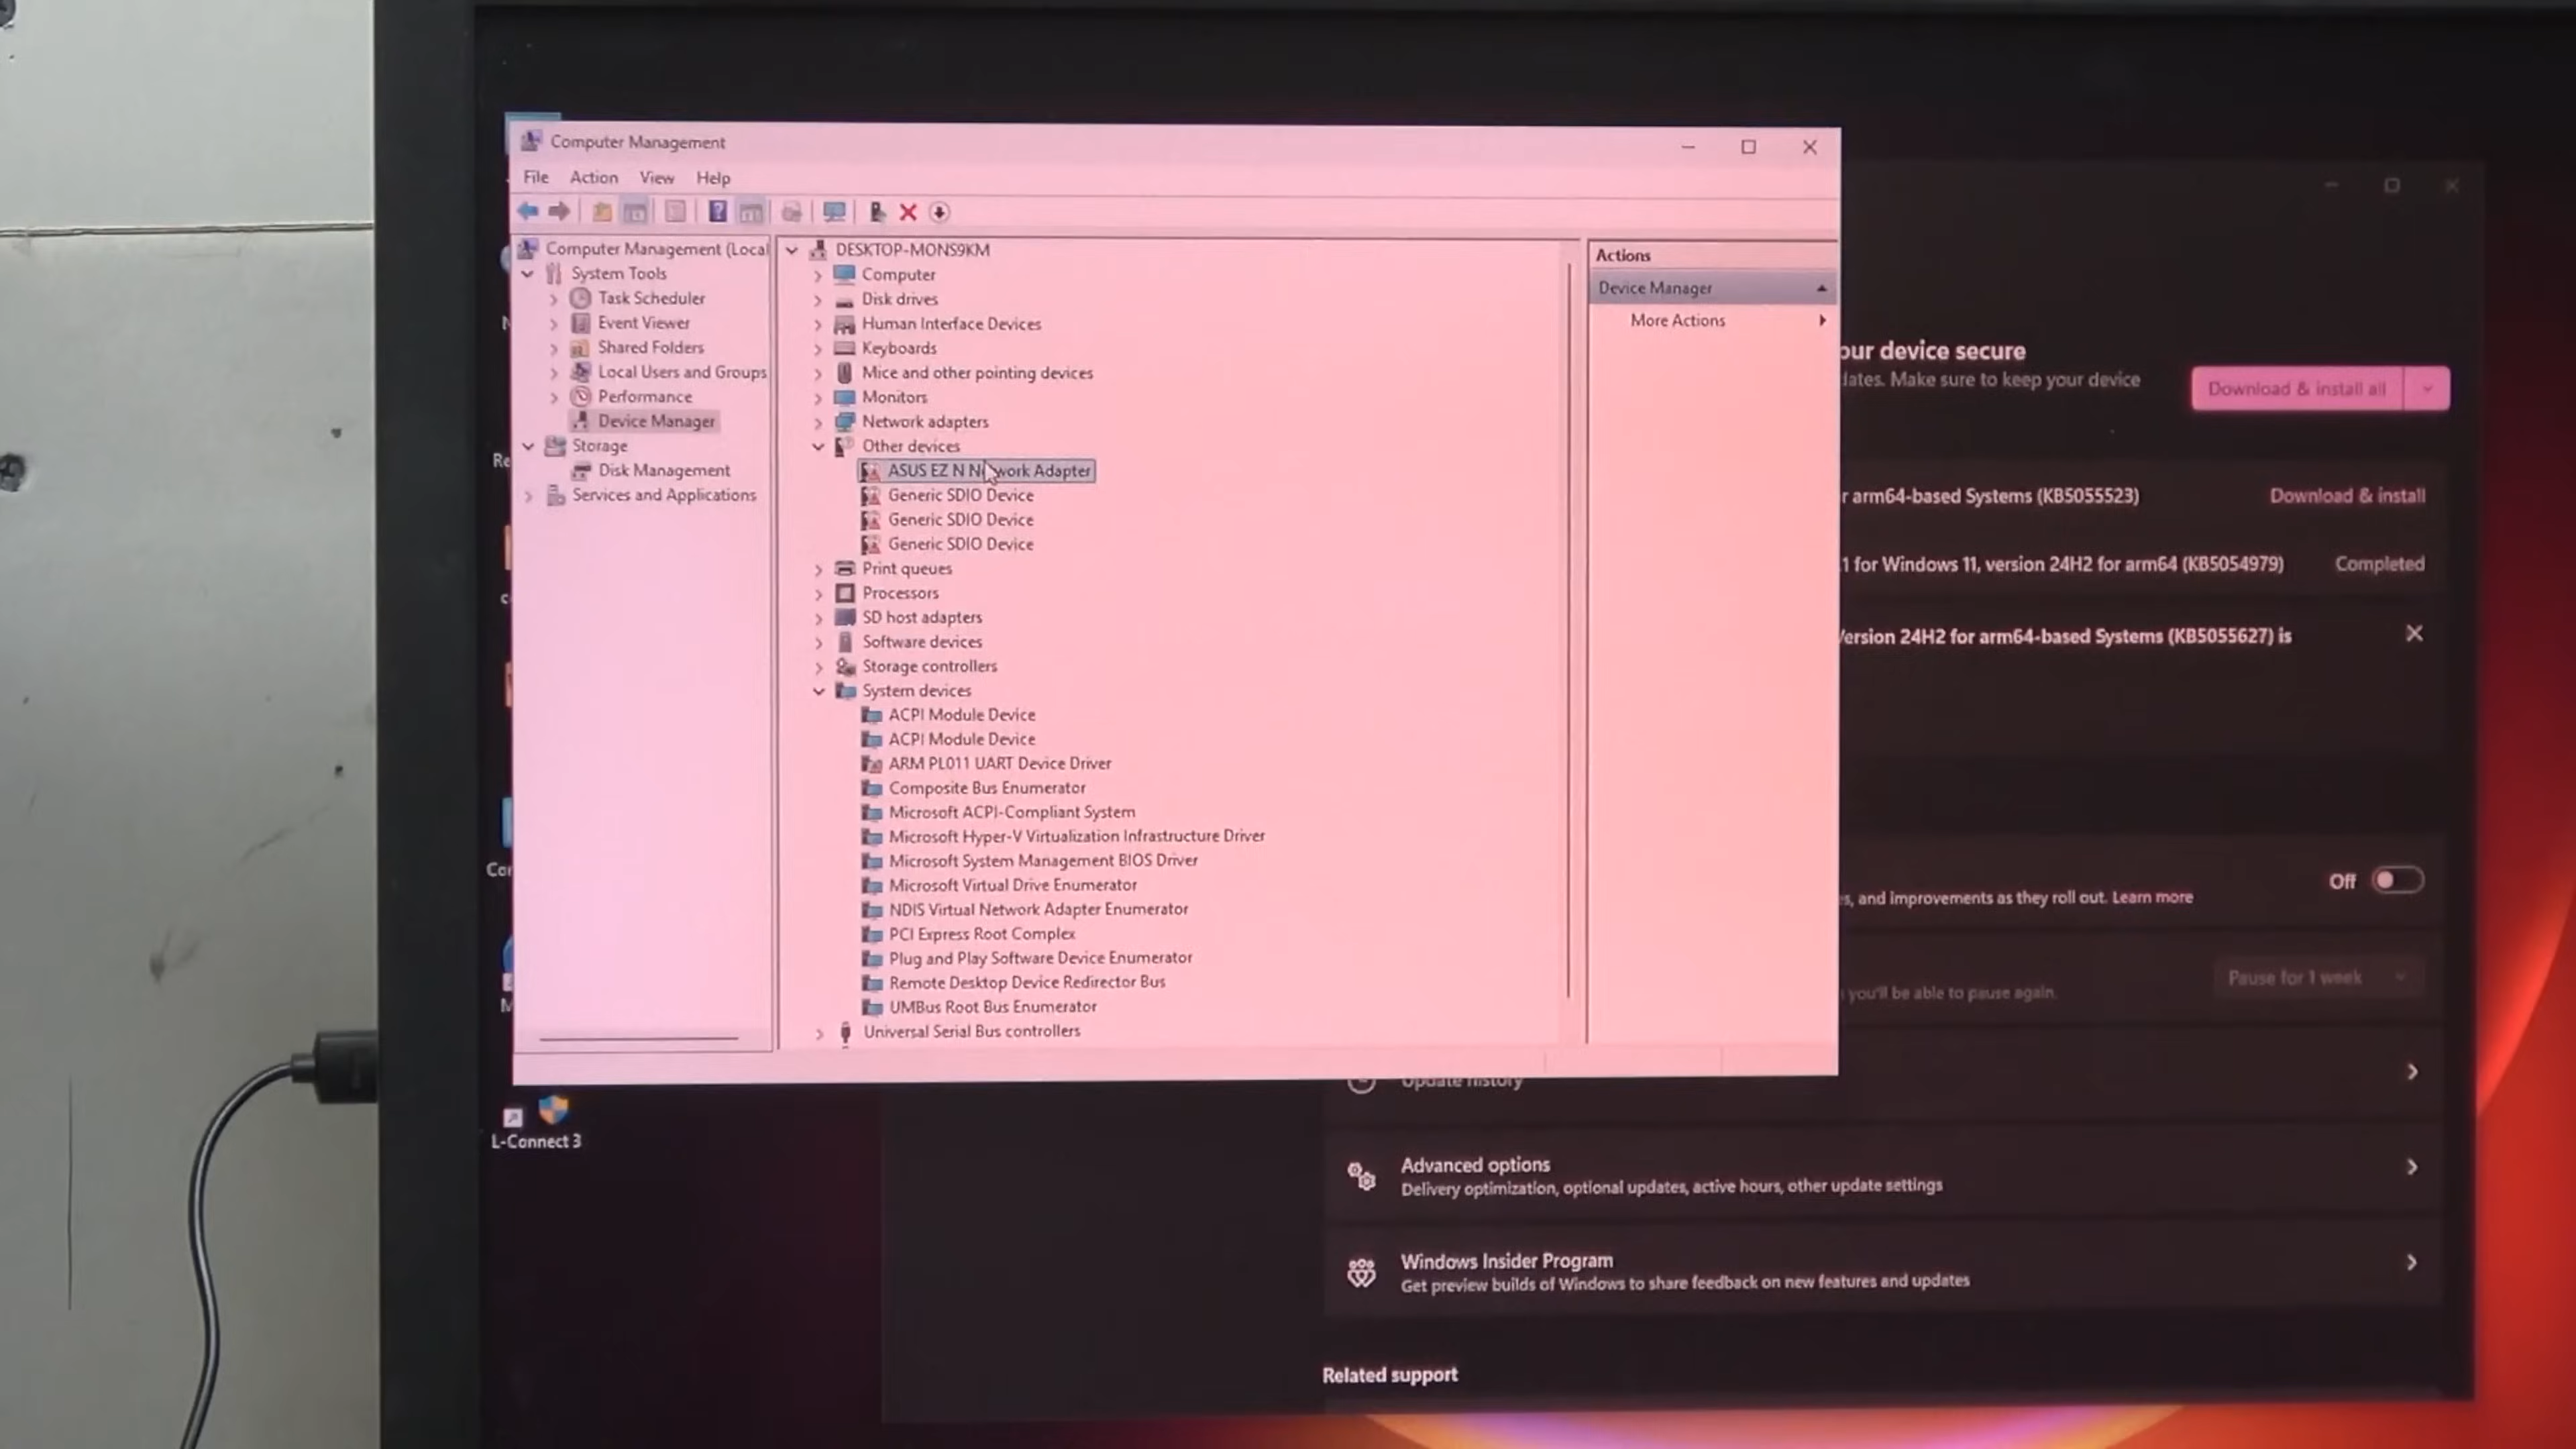 Computer Management
File Action View Help
Computer Management (Local
System Tools
Task Scheduler
Event Viewer
Shared Folders
Local Users and Groups
Performance
Device Manager
Storage
Disk Management
Services and Applications
DESKTOP-MONS9KM
Computer
Disk drives
Human Interface Devices
Keyboards
Mice and other pointing devices
Monitors
Network adapters
Other devices
ASUS EZ N Network Adapter
Generic SDIO Device
Generic SDIO Device
Generic SDIO Device
Print queues
Processors
SD host adapters
Software devices
Storage controllers
System devices
ACPI Module Device
ACPI Module Device
ARM PL011 UART Device Driver
Composite Bus Enumerator
Microsoft ACPI-Compliant System
Microsoft Hyper-V Virtualization Infrastructure Driver
Microsoft System Management BIOS Driver
Microsoft Virtual Drive Enumerator
NDIS Virtual Network Adapter Enumerator
PCI Express Root Complex
Plug and Play Software Device Enumerator
Remote Desktop Device Redirector Bus
UMBus Root Bus Enumerator
Universal Serial Bus controllers
Actions
Device Manager
More Actions
our device secure
dates. Make sure to keep your device
Download & install all
r arm64-based Systems (KB5055523) Download & install
1 for Windows 11, version 24H2 for arm64 (KB5054979) Completed
Version 24H2 for arm64-based Systems (KB5055627) is
Off
s, and improvements as they roll out. Learn more
Pause for 1 week
you'll be able to pause again.
Update history
Advanced options
Delivery optimization, optional updates, active hours, other update settings
Windows Insider Program
Get preview builds of Windows to share feedback on new features and updates
Related support
Re
Cor
L-Connect 3